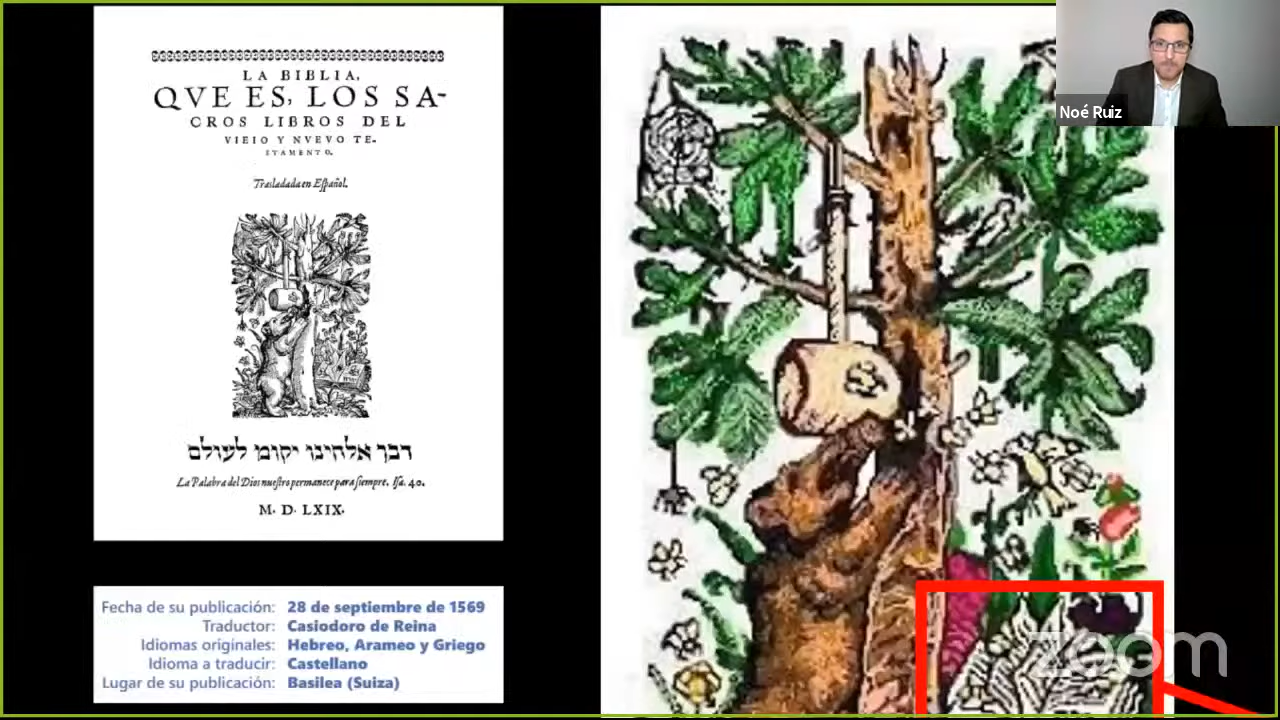 LA BIBLIA,
QVE ES, LOS SA-
CROS LIBROS DEL
VIEIO Y NVEVO TE-
STAMENTO.
Trasladada en Español.
דבר אלהינו יקומו לעולם
La Palabra del Dios nuestro permanece para siempre. Isa. 40.
M. D. LXIX.
Fecha de su publicación: 28 de septiembre de 1569
Traductor: Casiodoro de Reina
Idiomas originales: Hebreo, Arameo y Griego
Idioma a traducir: Castellano
Lugar de su publicación: Basilea (Suiza)
Noé Ruiz
zoom